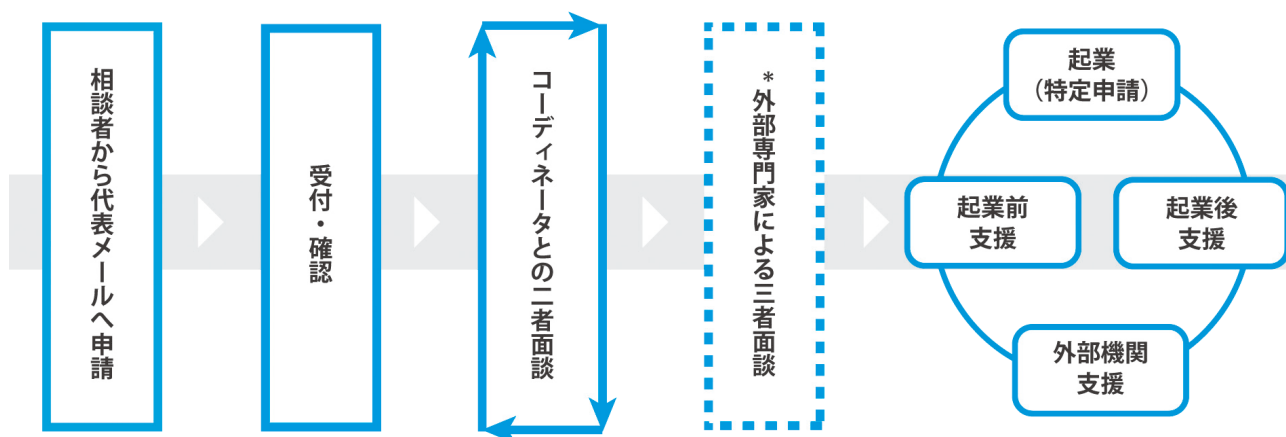 相談者から代表メールへ申請
受付・確認
コーディネータとの二者面談
*外部専門家による三者面談
起業
（特定申請）
起業前
支援
起業後
支援
外部機関
支援